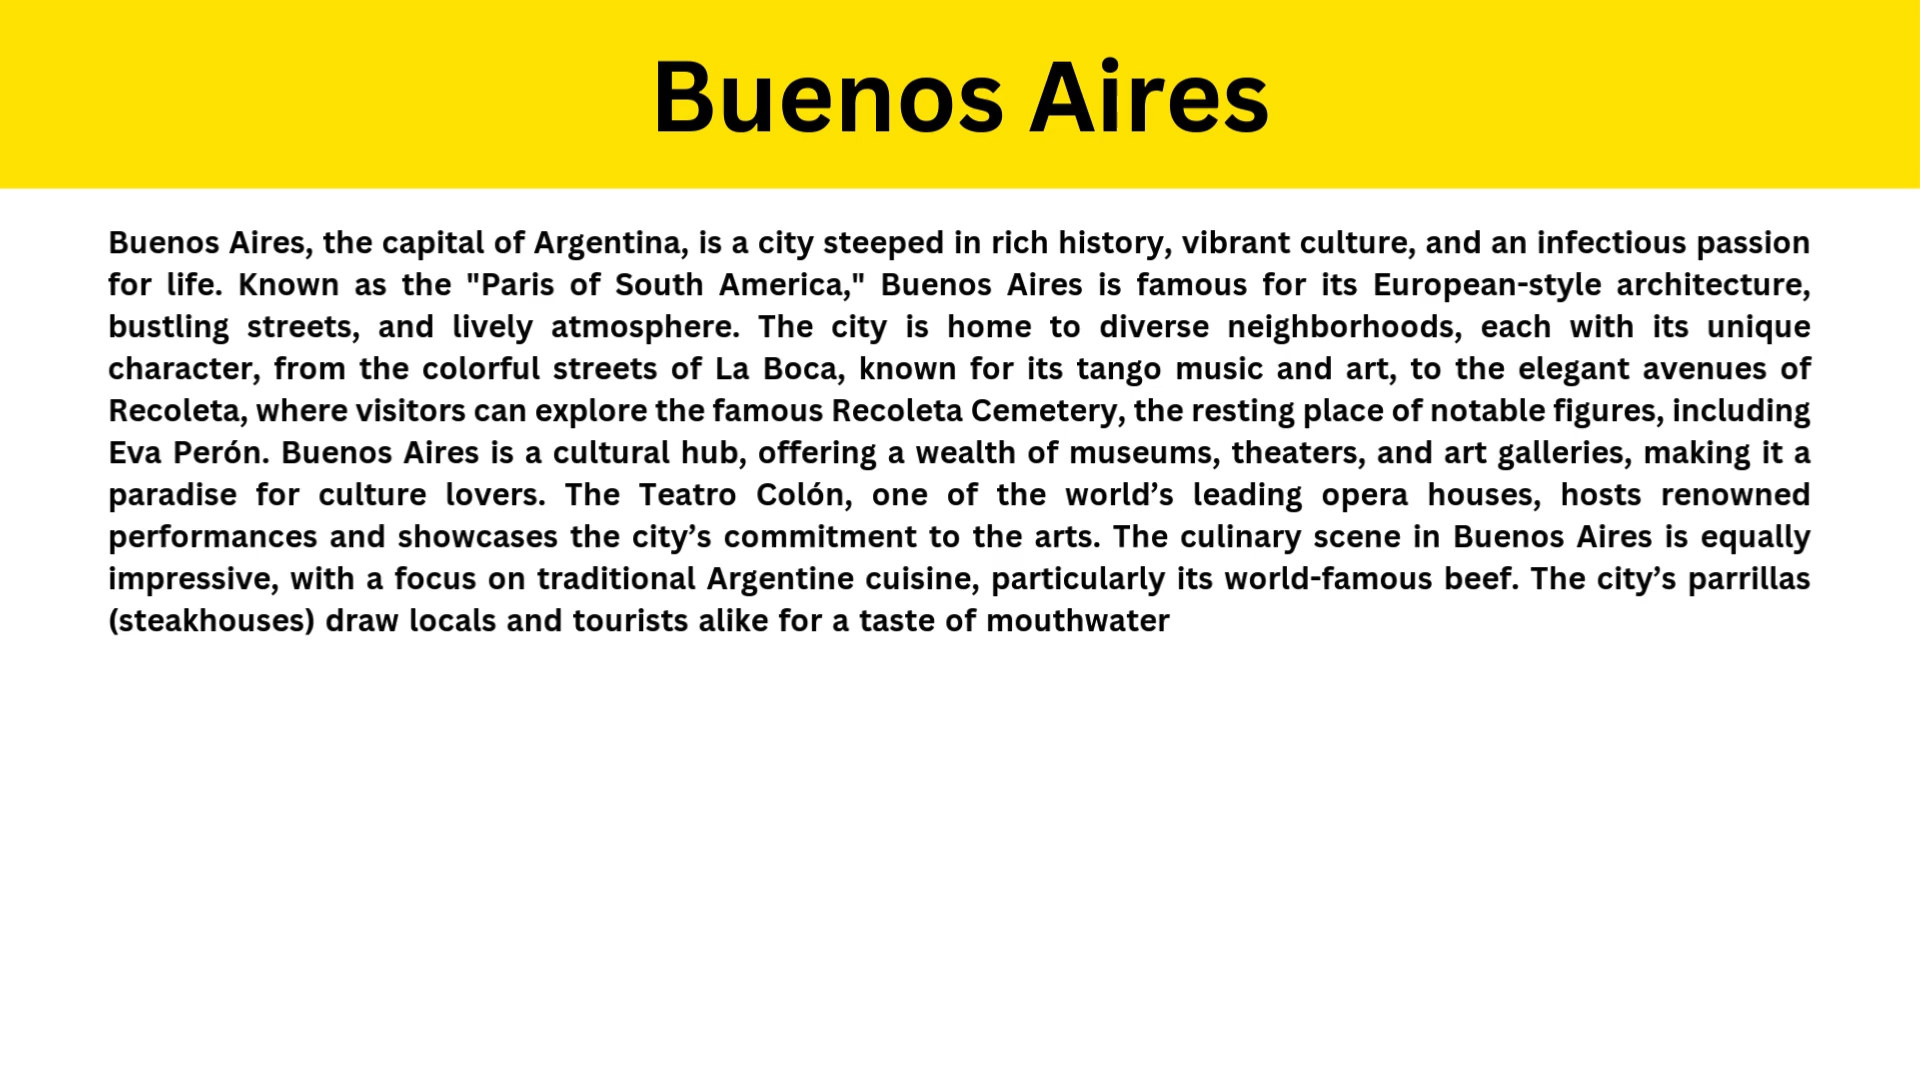 Buenos Aires
Buenos Aires, the capital of Argentina, is a city steeped in rich history, vibrant culture, and an infectious passion
for life. Known as the "Paris of South America," Buenos Aires is famous for its European-style architecture,
bustling streets, and lively atmosphere. The city is home to diverse neighborhoods, each with its unique
character, from the colorful streets of La Boca, known for its tango music and art, to the elegant avenues of
Recoleta, where visitors can explore the famous Recoleta Cemetery, the resting place of notable figures, including
Eva Perón. Buenos Aires is a cultural hub, offering a wealth of museums, theaters, and art galleries, making it a
paradise for culture lovers. The Teatro Colón, one of the world’s leading opera houses, hosts renowned
performances and showcases the city’s commitment to the arts. The culinary scene in Buenos Aires is equally
impressive, with a focus on traditional Argentine cuisine, particularly its world-famous beef. The city’s parrillas
(steakhouses) draw locals and tourists alike for a taste of mouthwater